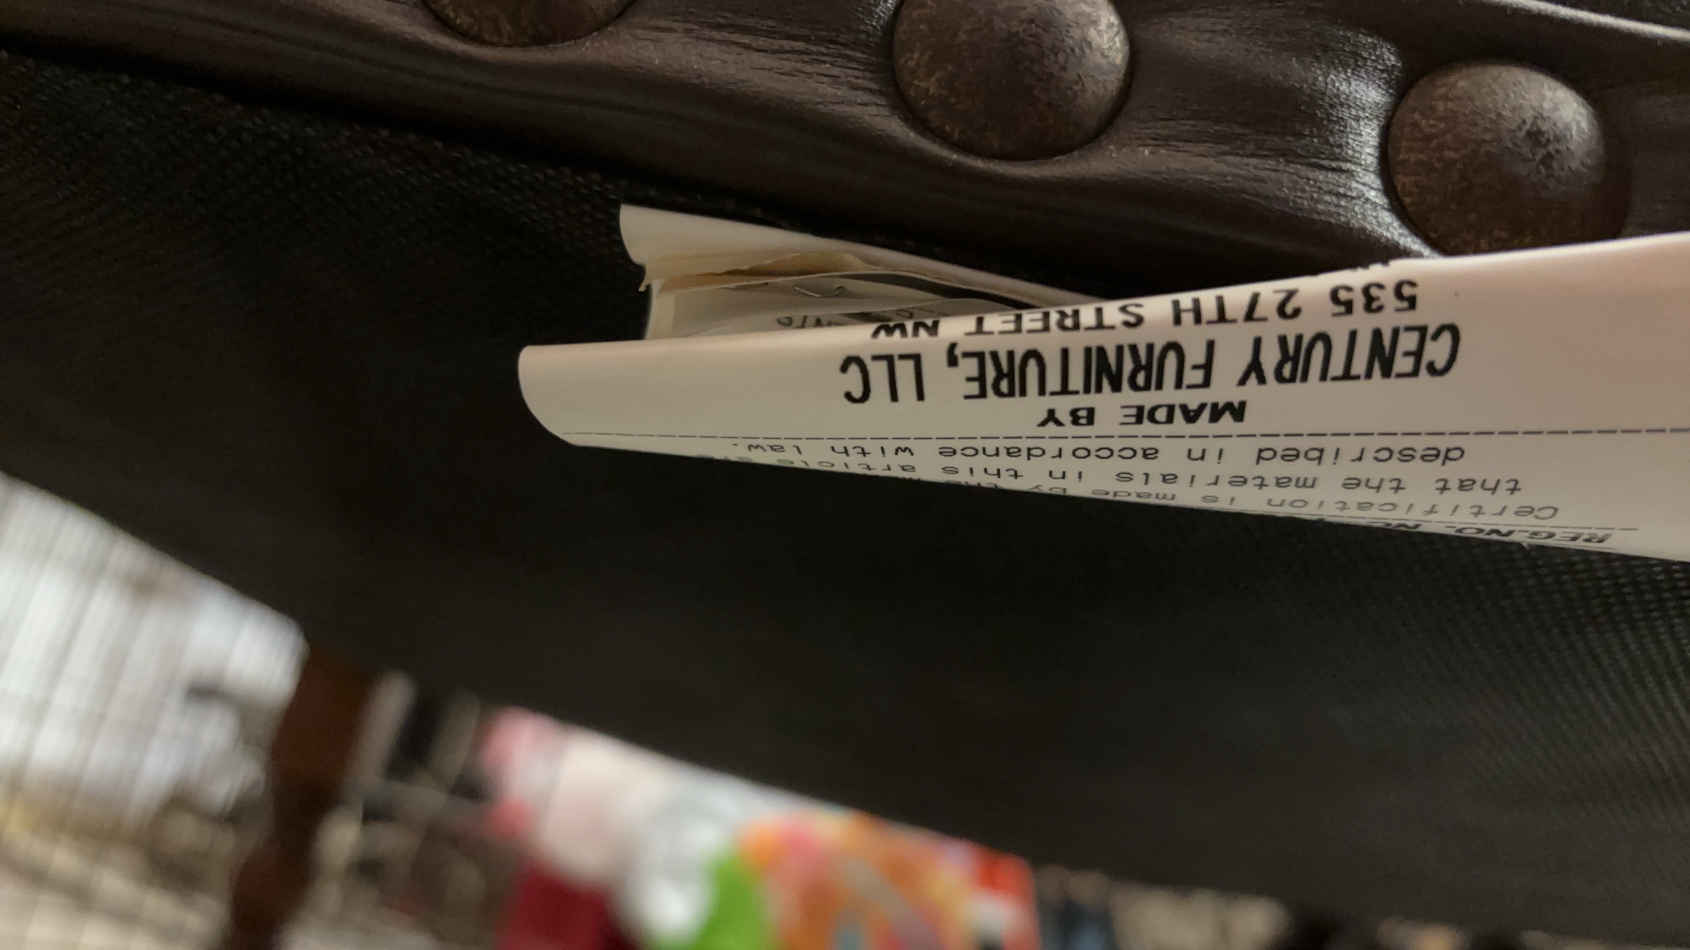 REG.NO.
Certification is made by the
that the materials in this article are
described in accordance with law.
MADE BY
CENTURY FURNITURE, LLC
535 27TH STREET NW